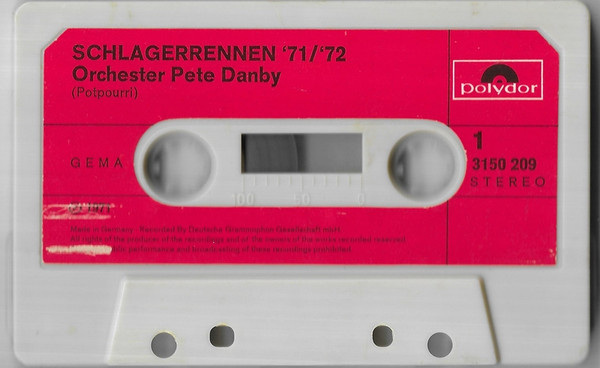 SCHLAGERRENNEN '71/'72
Orchester Pete Danby
(Potpourri)
polydor
1
GEMA
3150 209
STEREO
100 50
1971
Made in Germany · Recorded By Deutsche Grammophon Gesellschaft mbH
All rights of the producer of the recordings and of the owners of the works recorded reserved
performance and broadcasting of these recordings prohibited